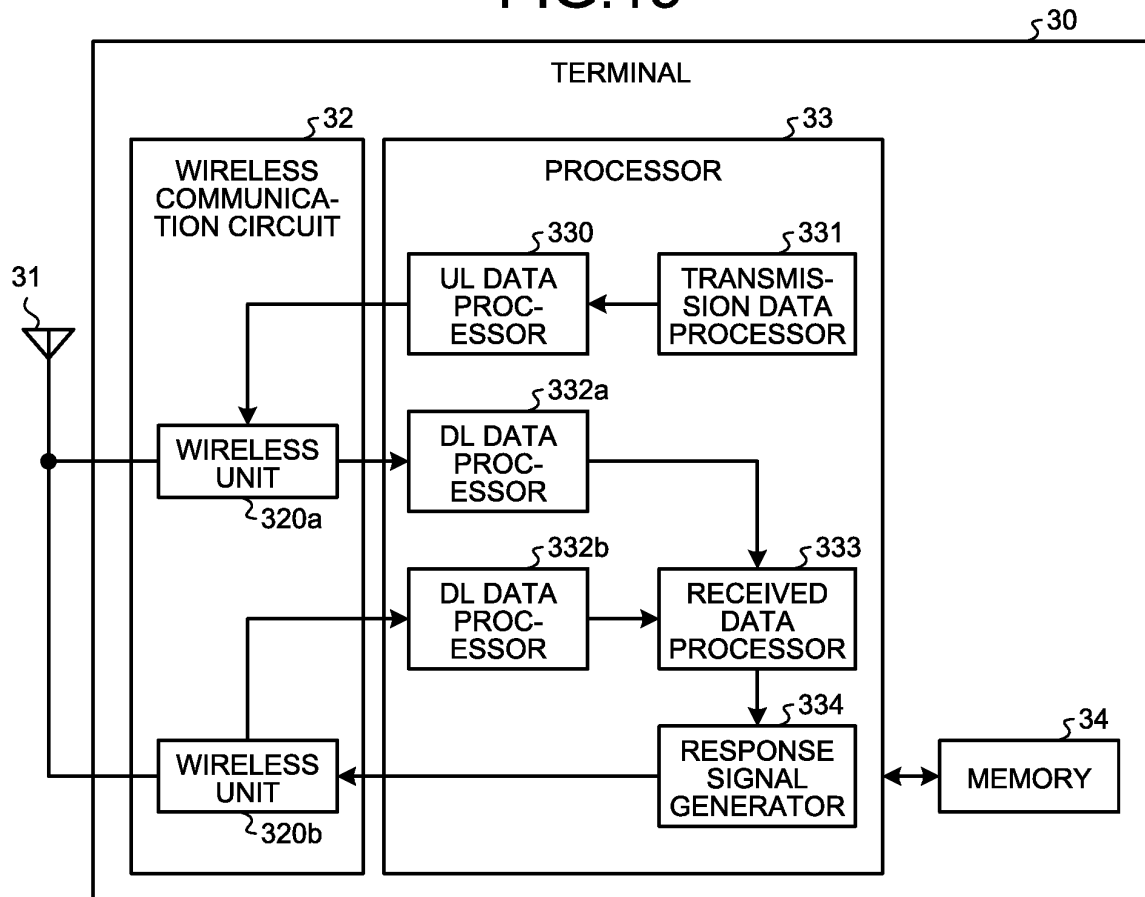 30
TERMINAL
32
33
WIRELESS
COMMUNICA-
TION CIRCUIT
PROCESSOR
330
331
31
UL DATA
PROC-
ESSOR
TRANSMIS-
SION DATA
PROCESSOR
332a
WIRELESS
UNIT
DL DATA
PROC-
ESSOR
320a
332b
333
DL DATA
PROC-
ESSOR
RECEIVED
DATA
PROCESSOR
334
34
WIRELESS
UNIT
RESPONSE
SIGNAL
GENERATOR
MEMORY
320b